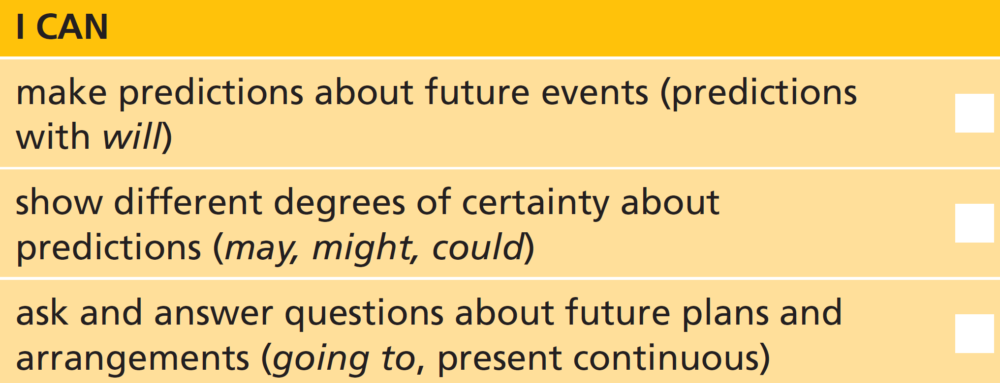 I CAN
make predictions about future events (predictions
with will)
show different degrees of certainty about
predictions (may, might, could)
ask and answer questions about future plans and
arrangements (going to, present continuous)